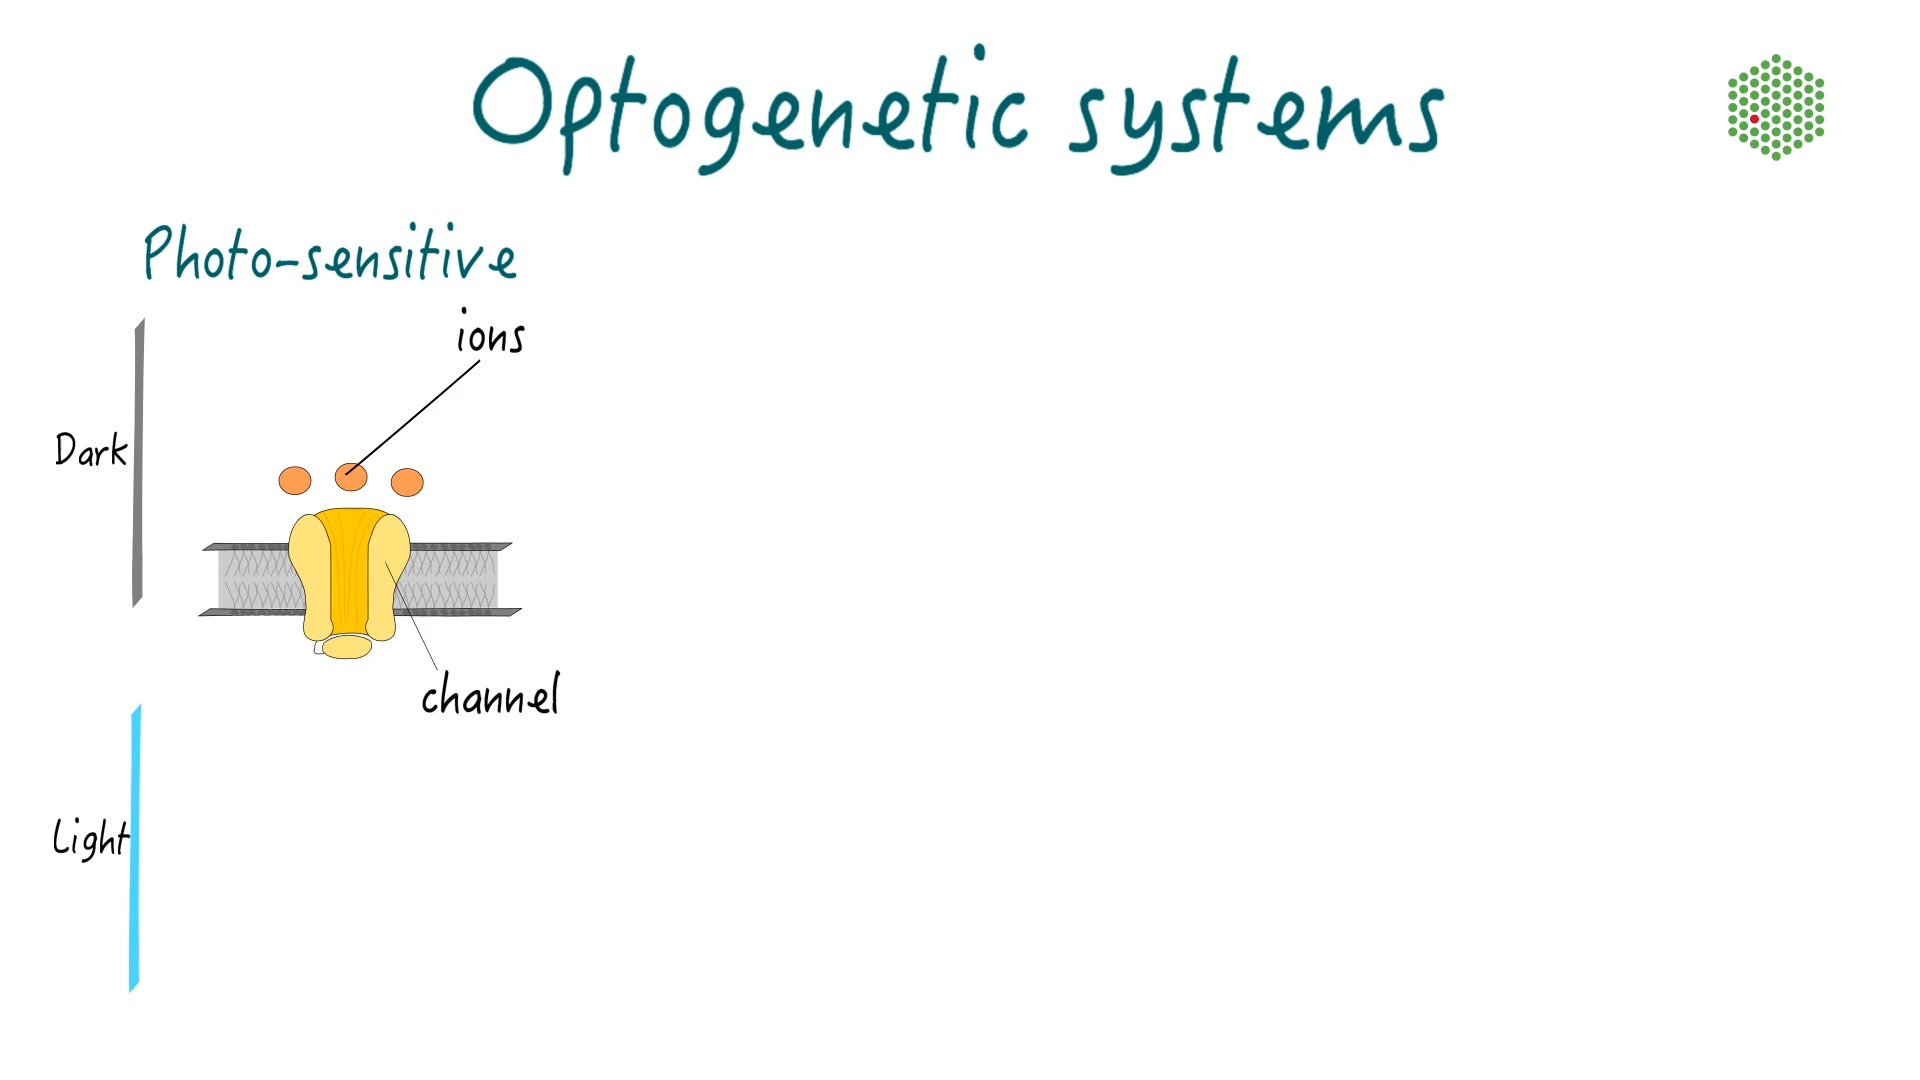 Optogenetic systems
Photo-sensitive
ions
Dark
channel
Light